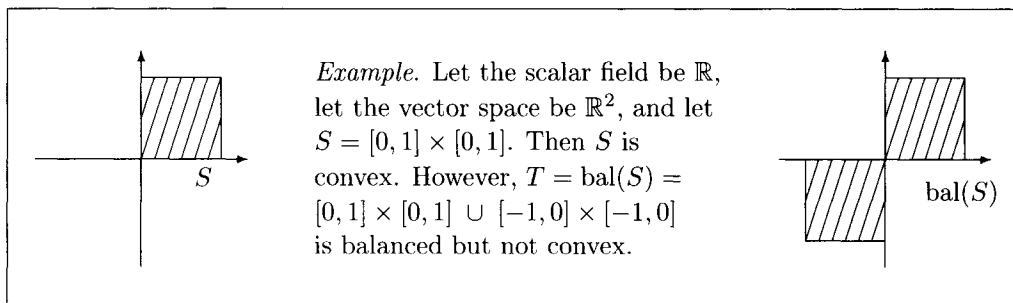 S
Example. Let the scalar field be ℝ,
let the vector space be ℝ², and let
S = [0, 1] × [0, 1]. Then S is
convex. However, T = bal(S) =
[0, 1] × [0, 1] ∪ [−1, 0] × [−1, 0]
is balanced but not convex.
bal(S)